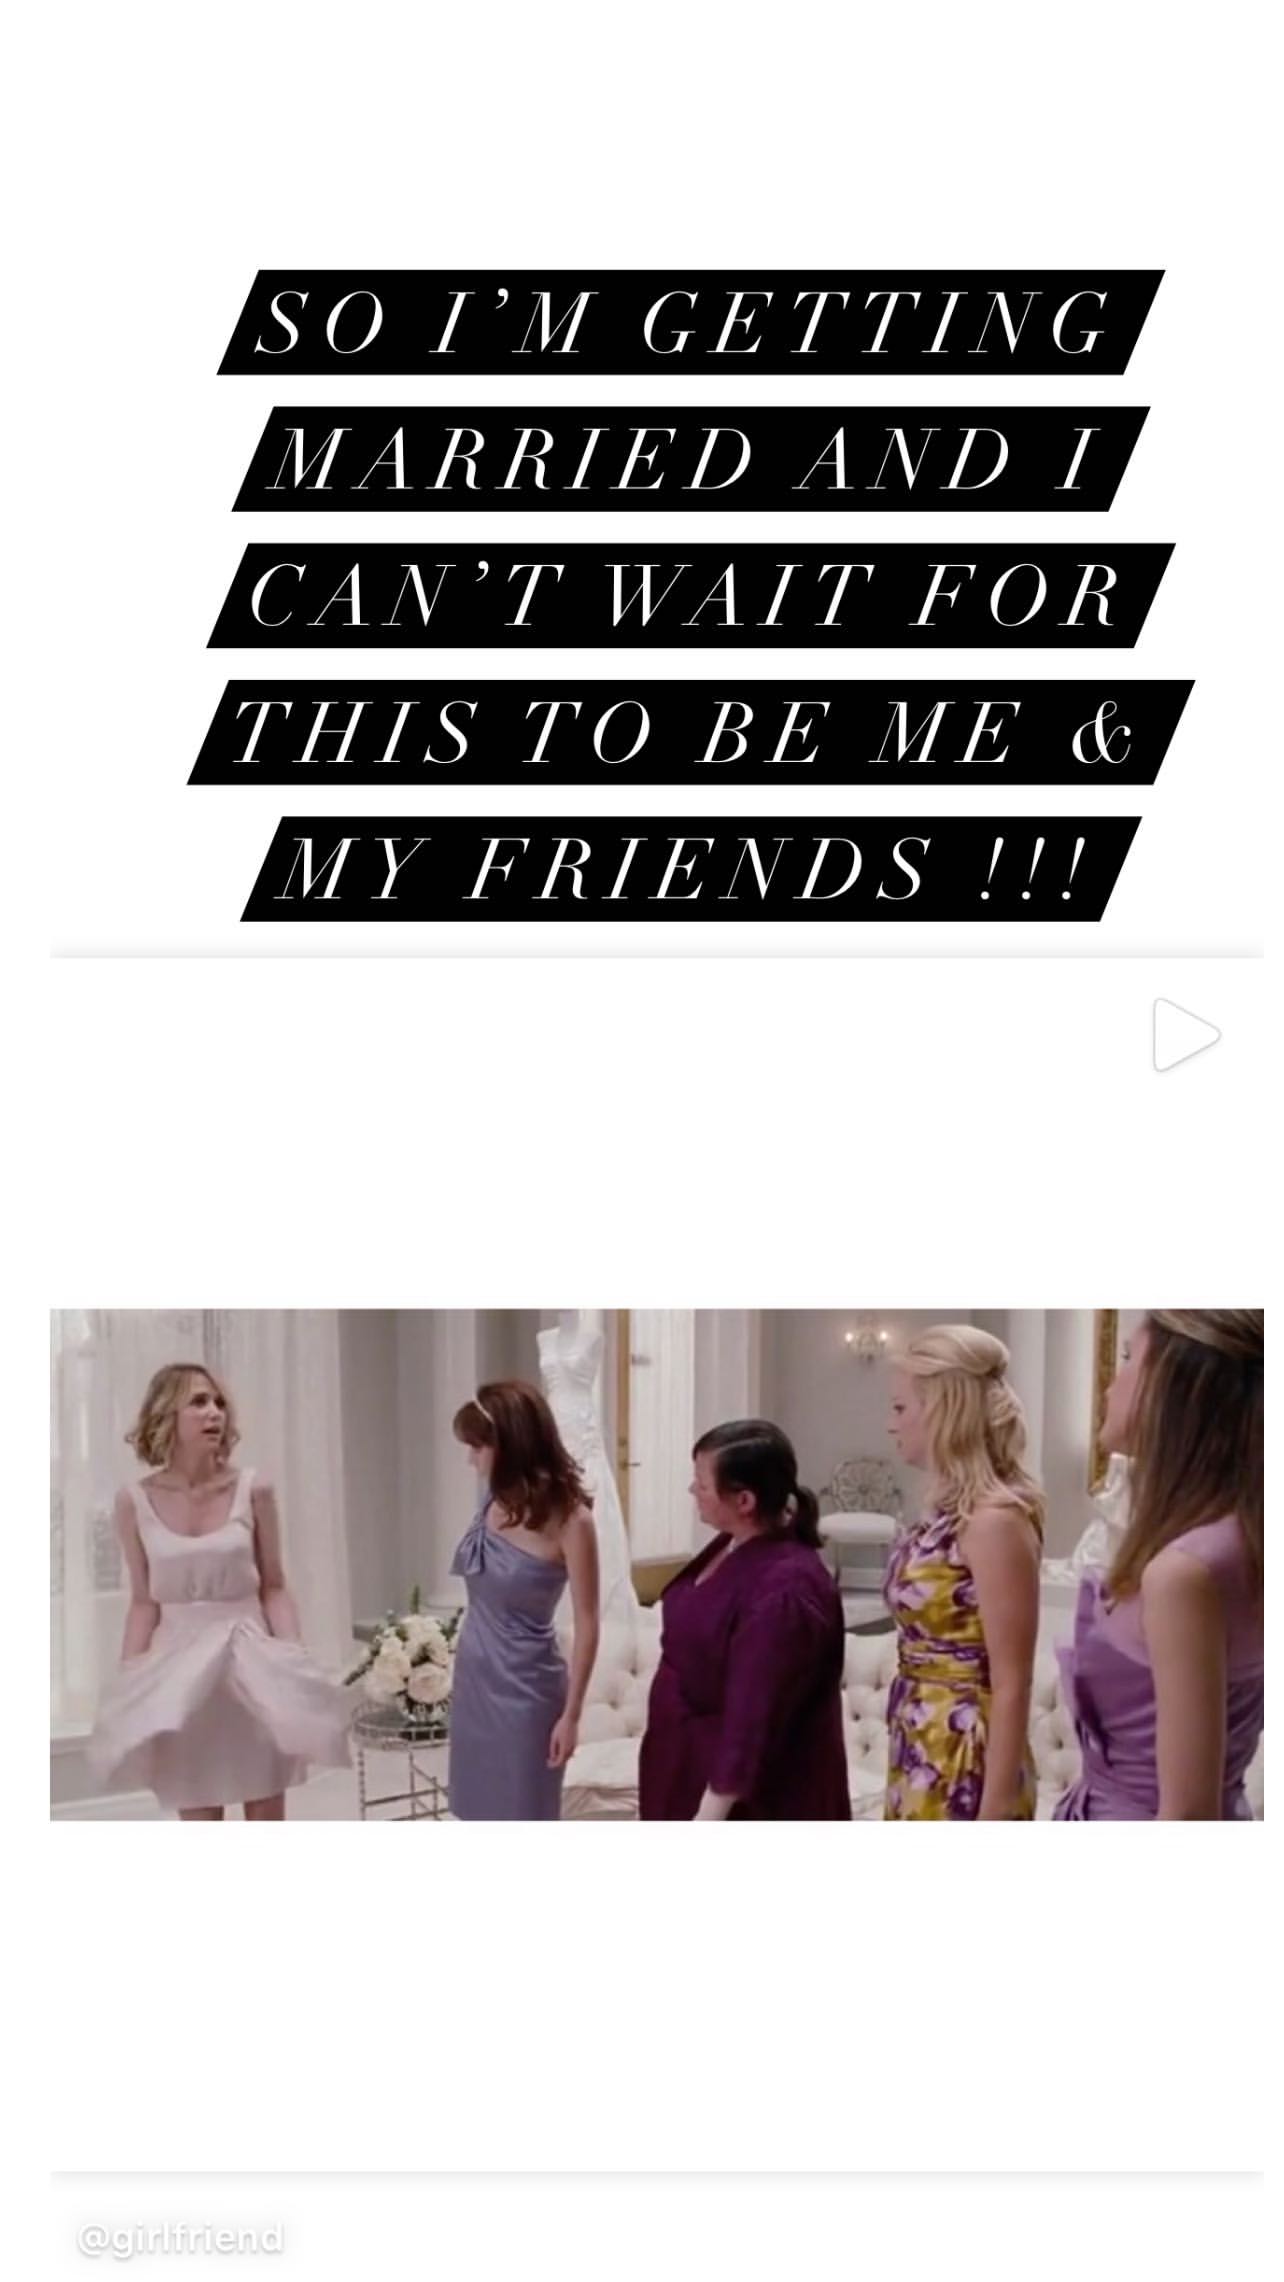 SO I’M GETTING
MARRIED AND I
CAN’T WAIT FOR
THIS TO BE ME &
MY FRIENDS !!!
@girlfriend